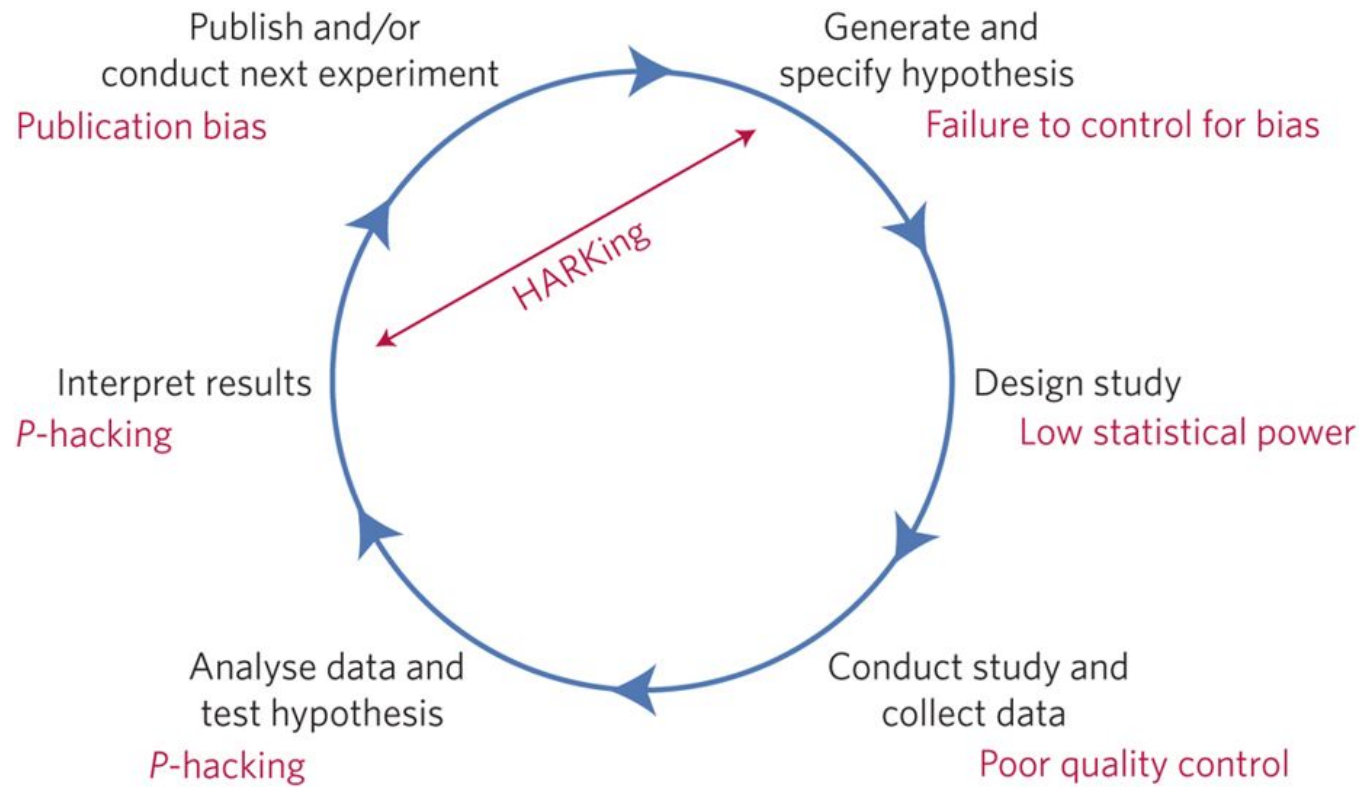 Publish and/or
conduct next experiment
Publication bias
Generate and
specify hypothesis
Failure to control for bias
HARKing
Interpret results
P-hacking
Design study
Low statistical power
Analyse data and
test hypothesis
P-hacking
Conduct study and
collect data
Poor quality control